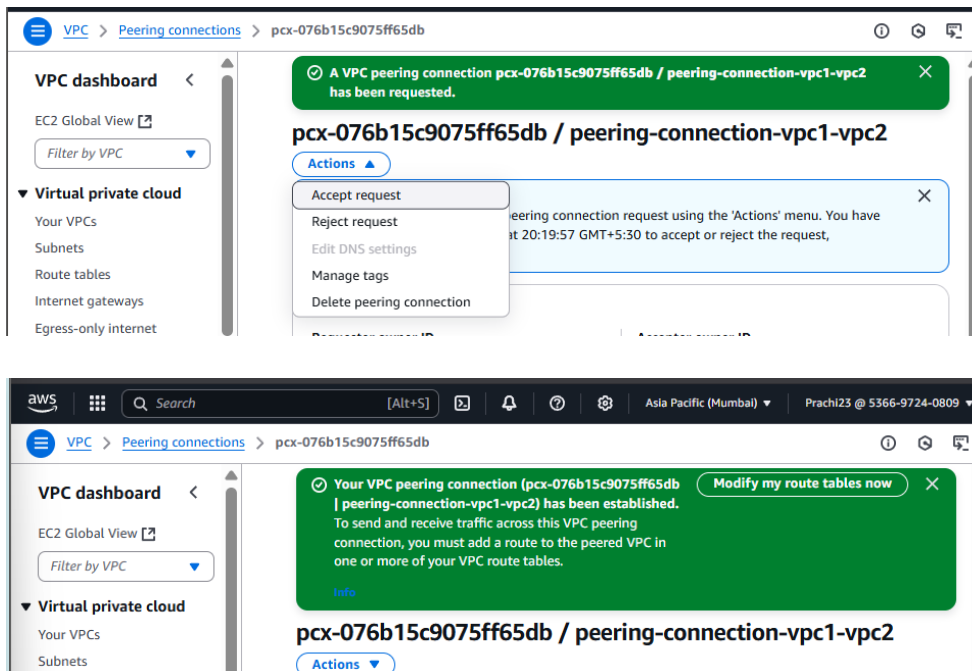 VPC > Peering connections > pcx-076b15c9075ff65db
VPC dashboard
EC2 Global View
Filter by VPC
Virtual private cloud
Your VPCs
Subnets
Route tables
Internet gateways
Egress-only internet
A VPC peering connection pcx-076b15c9075ff65db / peering-connection-vpc1-vpc2
has been requested.
pcx-076b15c9075ff65db / peering-connection-vpc1-vpc2
Actions
Accept request
Reject request
Edit DNS settings
Manage tags
Delete peering connection
eering connection request using the 'Actions' menu. You have
at 20:19:57 GMT+5:30 to accept or reject the request,
Requester owner ID
Accepter owner ID
aws
Search
[Alt+S]
Asia Pacific (Mumbai)
Prachi23 @ 5366-9724-0809
VPC > Peering connections > pcx-076b15c9075ff65db
VPC dashboard
EC2 Global View
Filter by VPC
Virtual private cloud
Your VPCs
Subnets
Your VPC peering connection (pcx-076b15c9075ff65db
| peering-connection-vpc1-vpc2) has been established.
To send and receive traffic across this VPC peering
connection, you must add a route to the peered VPC in
one or more of your VPC route tables.
Info
Modify my route tables now
pcx-076b15c9075ff65db / peering-connection-vpc1-vpc2
Actions